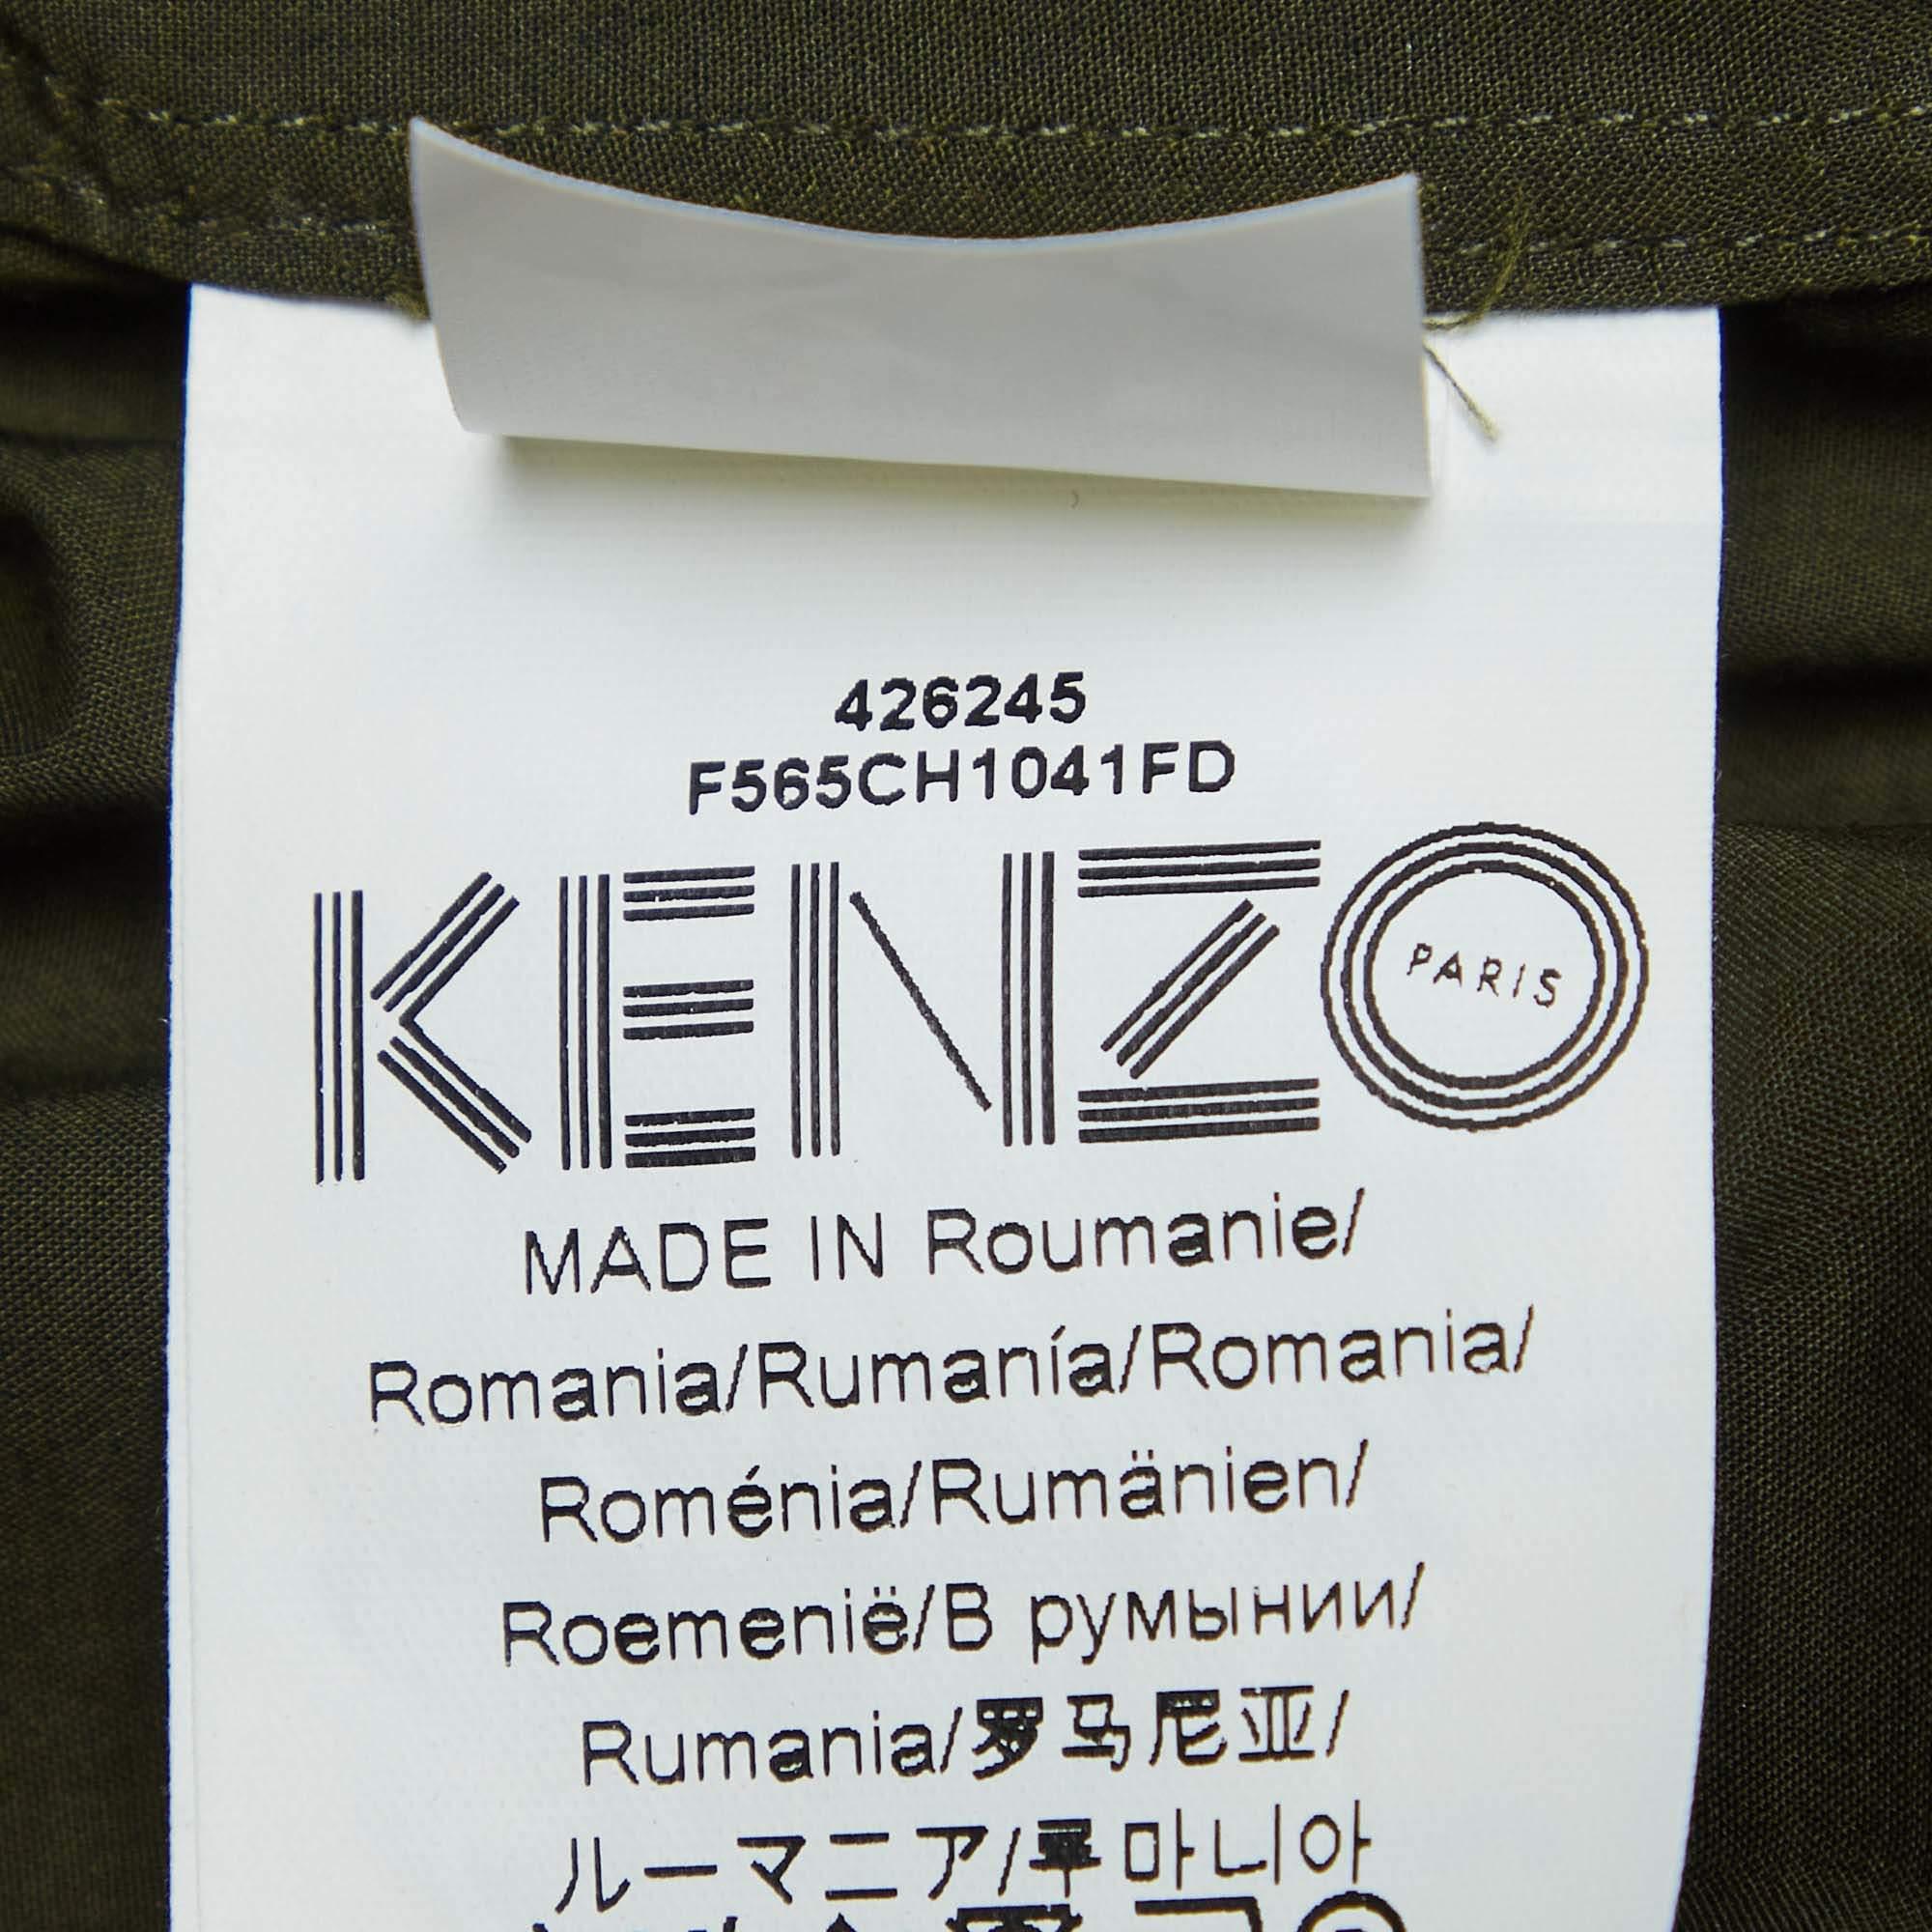 426245
F565CH1041FD
KENZO
PARIS
MADE IN Roumanie/
Romania/Rumanía/Romania/
Roménia/Rumänien/
Roemenië/В румынии/
Rumania/罗马尼亚/
ルーマニア/루마니아